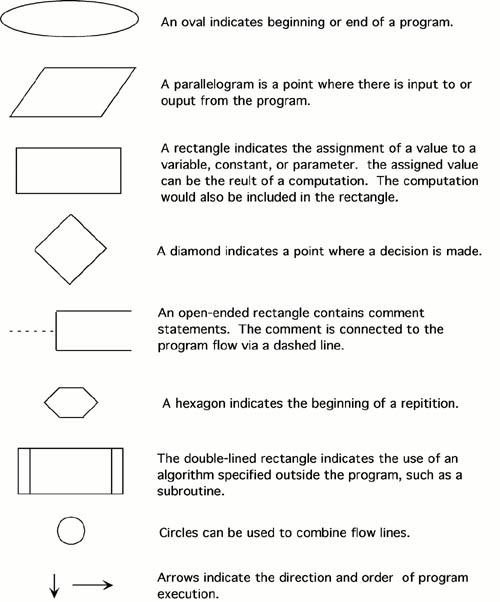 An oval indicates beginning or end of a program.
A parallelogram is a point where there is input to or
ouput from the program.
A rectangle indicates the assignment of a value to a
variable, constant, or parameter.  the assigned value
can be the reult of a computation.  The computation
would also be included in the rectangle.
A diamond indicates a point where a decision is made.
An open-ended rectangle contains comment
statements.  The comment is connected to the
program flow via a dashed line.
A hexagon indicates the beginning of a repitition.
The double-lined rectangle indicates the use of an
algorithm specified outside the program, such as a
subroutine.
Circles can be used to combine flow lines.
Arrows indicate the direction and order  of program
execution.